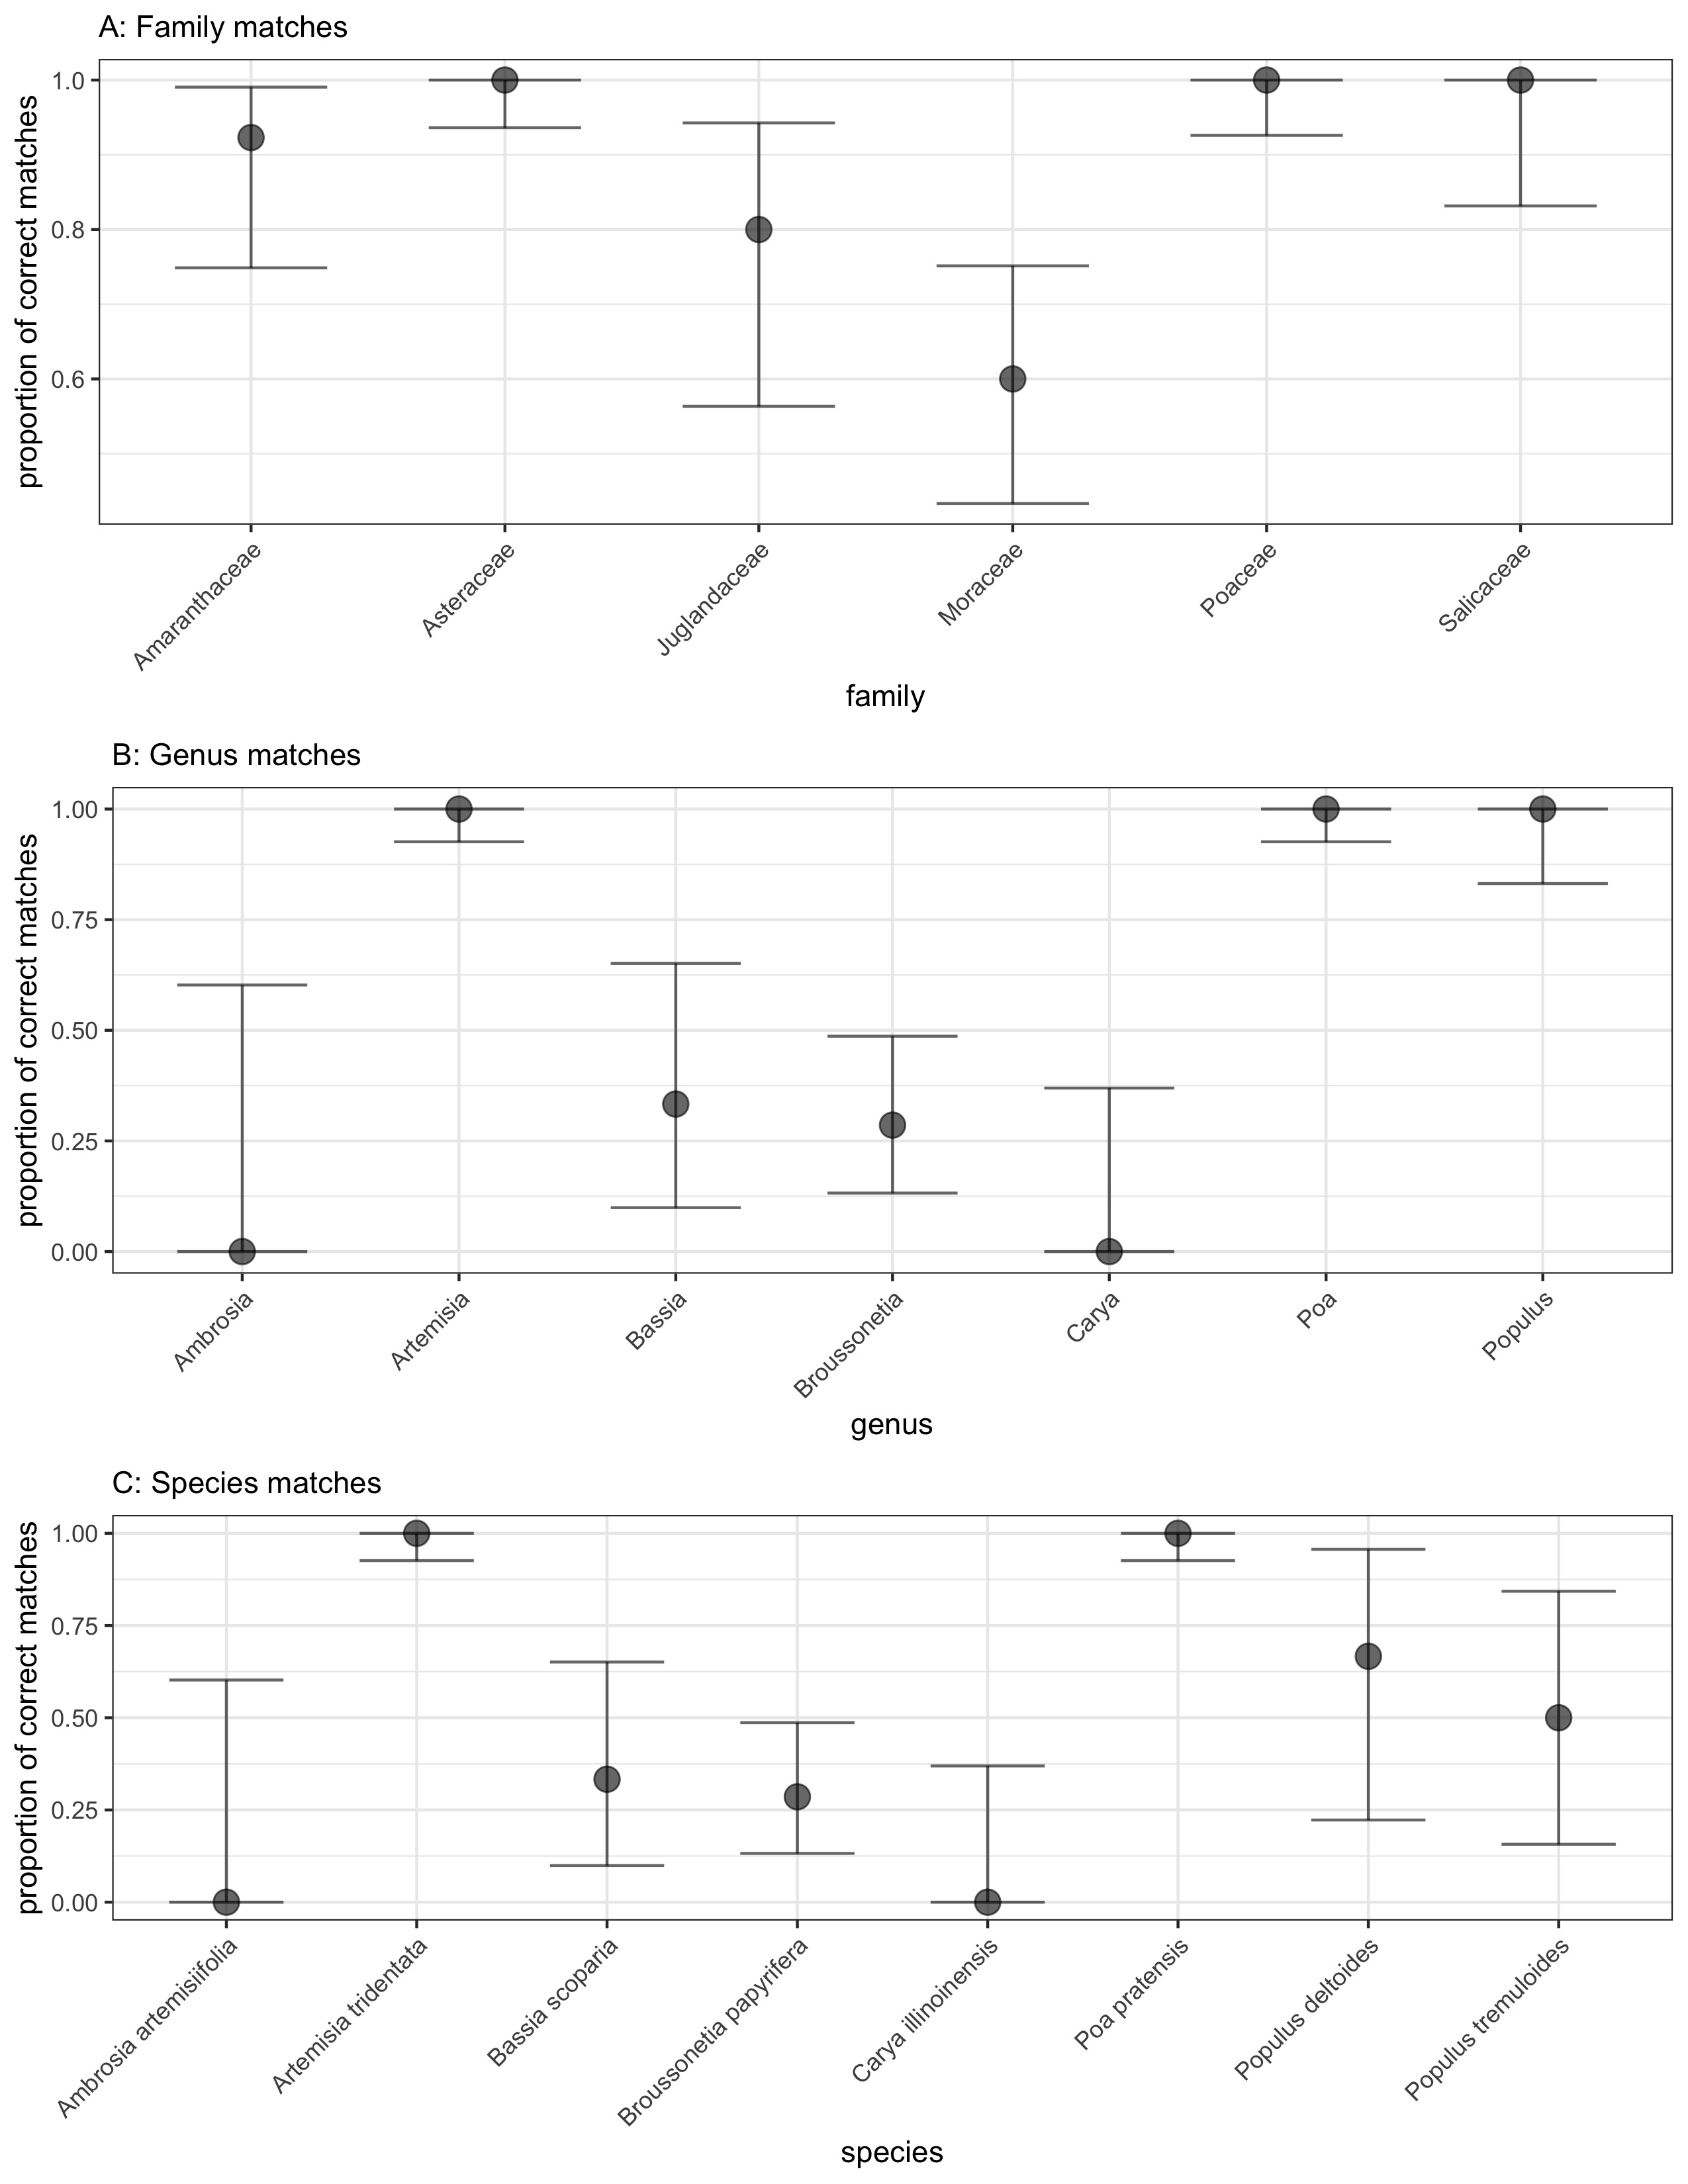 A: Family matches
proportion of correct matches
1.0
0.8
0.6
Amaranthaceae
Asteraceae
Juglandaceae
Moraceae
Poaceae
Salicaceae
family
B: Genus matches
proportion of correct matches
1.00
0.75
0.50
0.25
0.00
Ambrosia
Artemisia
Bassia
Broussonetia
Carya
Poa
Populus
genus
C: Species matches
proportion of correct matches
1.00
0.75
0.50
0.25
0.00
Ambrosia artemisiifolia
Artemisia tridentata
Bassia scoparia
Broussonetia papyrifera
Carya illinoinensis
Poa pratensis
Populus deltoides
Populus tremuloides
species